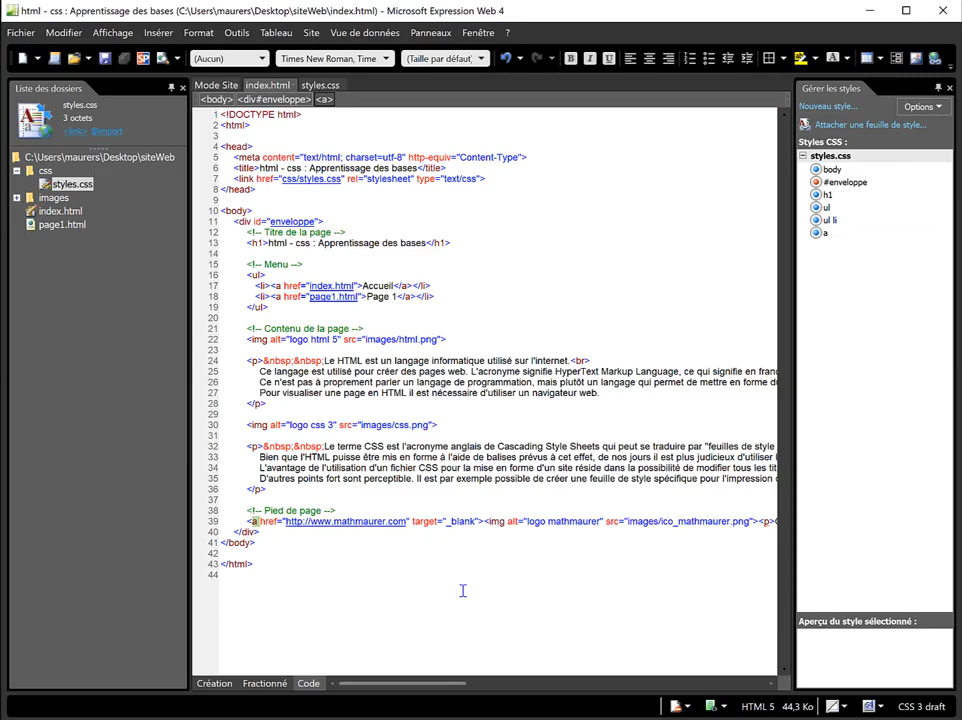 html - css : Apprentissage des bases (C:\Users\maurers\Desktop\siteWeb\index.html) - Microsoft Expression Web 4
Fichier Modifier Affichage Insérer Format Outils Tableau Site Vue de données Panneaux Fenêtre ?
(Aucun) Times New Roman, Time (Taille par défaut)
Liste des dossiers
styles.css
3 octets
<link> @import
C:\Users\maurers\Desktop\siteWeb
css
styles.css
images
index.html
page1.html
Mode Site index.html styles.css
<body> <div#enveloppe> <a>
1 <!DOCTYPE html>
2 <html>
3
4 <head>
5 <meta content="text/html; charset=utf-8" http-equiv="Content-Type">
6 <title>html - css : Apprentissage des bases</title>
7 <link href="css/styles.css" rel="stylesheet" type="text/css">
8 </head>
9
10 <body>
11 <div id="enveloppe">
12 <!-- Titre de la page -->
13 <h1>html - css : Apprentissage des bases</h1>
14
15 <!-- Menu -->
16 <ul>
17 <li><a href="index.html">Accueil</a></li>
18 <li><a href="page1.html">Page 1</a></li>
19 </ul>
20
21 <!-- Contenu de la page -->
22 <img alt="logo html 5" src="images/html.png">
23
24 <p>&nbsp;&nbsp;Le HTML est un langage informatique utilisé sur l'internet.<br>
25 Ce langage est utilisé pour créer des pages web. L'acronyme signifie HyperText Markup Language, ce qui signifie en franc
26 Ce n'est pas à proprement parler un langage de programmation, mais plutôt un langage qui permet de mettre en forme du
27 Pour visualiser une page en HTML il est nécessaire d'utiliser un navigateur web.
28 </p>
29
30 <img alt="logo css 3" src="images/css.png">
31
32 <p>&nbsp;&nbsp;Le terme CSS est l'acronyme anglais de Cascading Style Sheets qui peut se traduire par "feuilles de style
33 Bien que l'HTML puisse être mis en forme à l'aide de balises prévus à cet effet, de nos jours il est plus judicieux d'utiliser l
34 L'avantage de l'utilisation d'un fichier CSS pour la mise en forme d'un site réside dans la possibilité de modifier tous les tit
35 D'autres points fort sont perceptible. Il est par exemple possible de créer une feuille de style spécifique pour l'impression
36 </p>
37
38 <!-- Pied de page -->
39 <a href="http://www.mathmaurer.com" target="_blank"><img alt="logo mathmaurer" src="images/ico_mathmaurer.png"><p>C
40 </div>
41 </body>
42
43 </html>
44
Création Fractionné Code
Gérer les styles
Nouveau style... Options
Attacher une feuille de style...
Styles CSS :
styles.css
body
#enveloppe
h1
ul
ul li
a
Aperçu du style sélectionné :
HTML 5 44,3 Ko CSS 3 draft